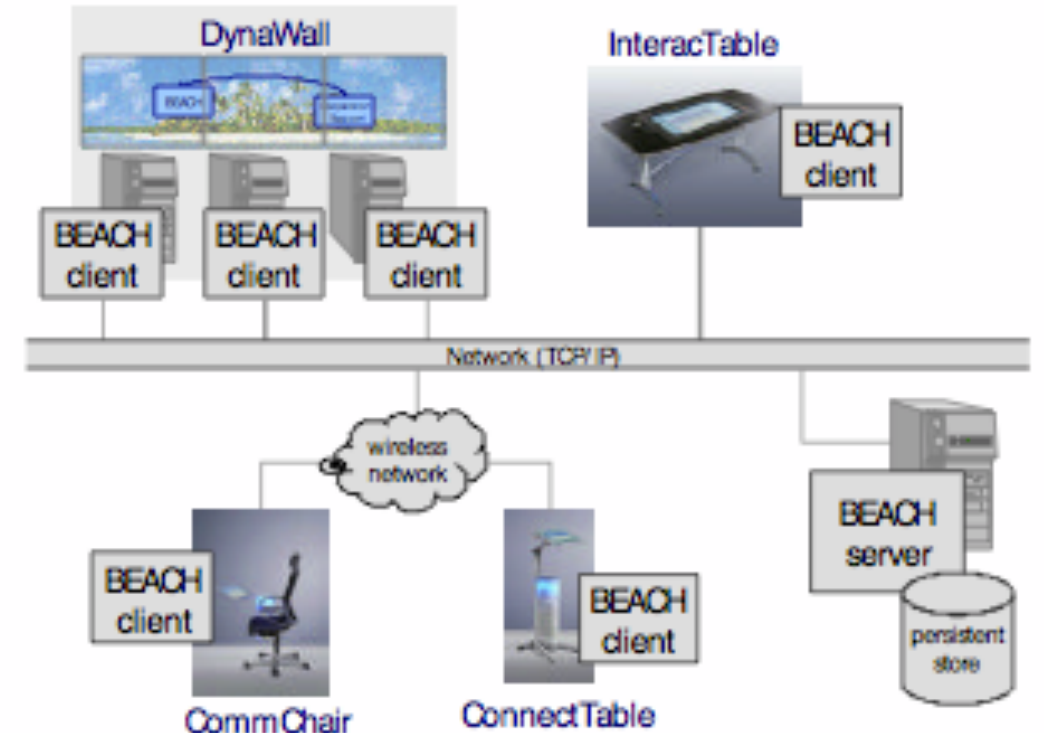 DynaWall
InteracTable
BEACH
BEACH
client
BEACH
client
BEACH
client
BEACH
client
Network (TCP/IP)
wireless
network
BEACH
client
BEACH
client
BEACH
server
persistent
store
CommChair
ConnectTable